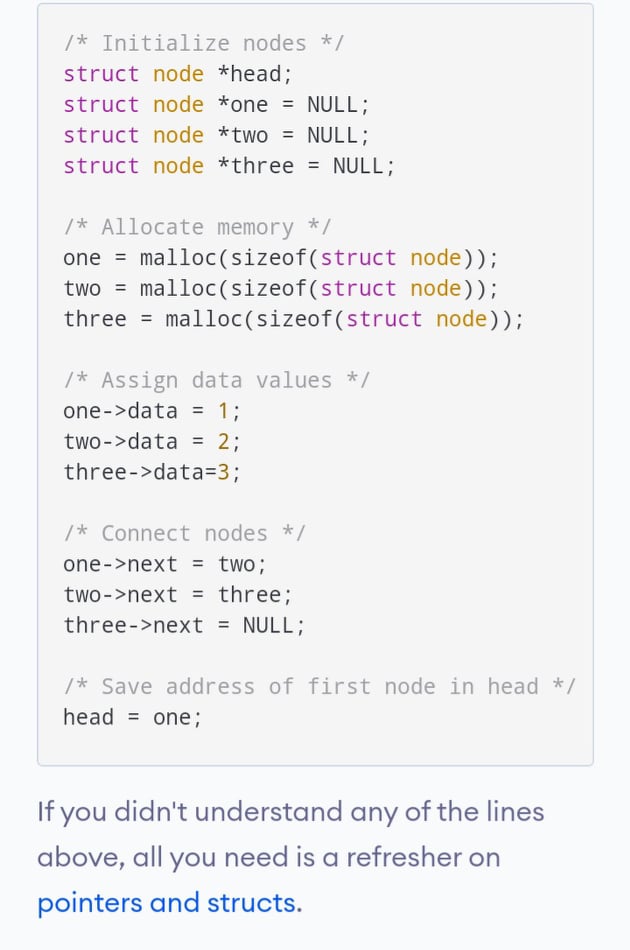 /* Initialize nodes */
struct node *head;
struct node *one = NULL;
struct node *two = NULL;
struct node *three = NULL;

/* Allocate memory */
one = malloc(sizeof(struct node));
two = malloc(sizeof(struct node));
three = malloc(sizeof(struct node));

/* Assign data values */
one->data = 1;
two->data = 2;
three->data=3;

/* Connect nodes */
one->next = two;
two->next = three;
three->next = NULL;

/* Save address of first node in head */
head = one;

If you didn't understand any of the lines
above, all you need is a refresher on
pointers and structs.